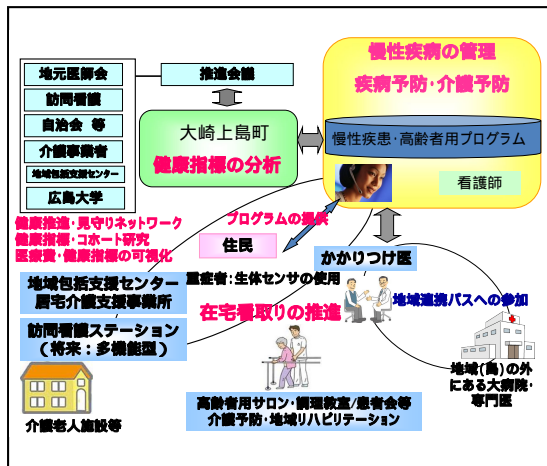 地元医師会
訪問看護
自治会 等
介護事業者
地域包括支援センター
広島大学
推進会議
大崎上島町
健康指標の分析
慢性疾病の管理
疾病予防・介護予防
慢性疾患・高齢者用プログラム
看護師
健康推進・見守りネットワーク
健康指標・コホート研究
医療費・健康指標の可視化
プログラムの提供
住民
かかりつけ医
重症者：生体センサの使用
地域包括支援センター
居宅介護支援事業所
在宅看取りの推進
地域連携パスへの参加
訪問看護ステーション
（将来：多機能型）
地域（島）の外
にある大病院・
専門医
高齢者用サロン・調理教室/患者会等
介護予防・地域リハビリテーション
介護老人施設等